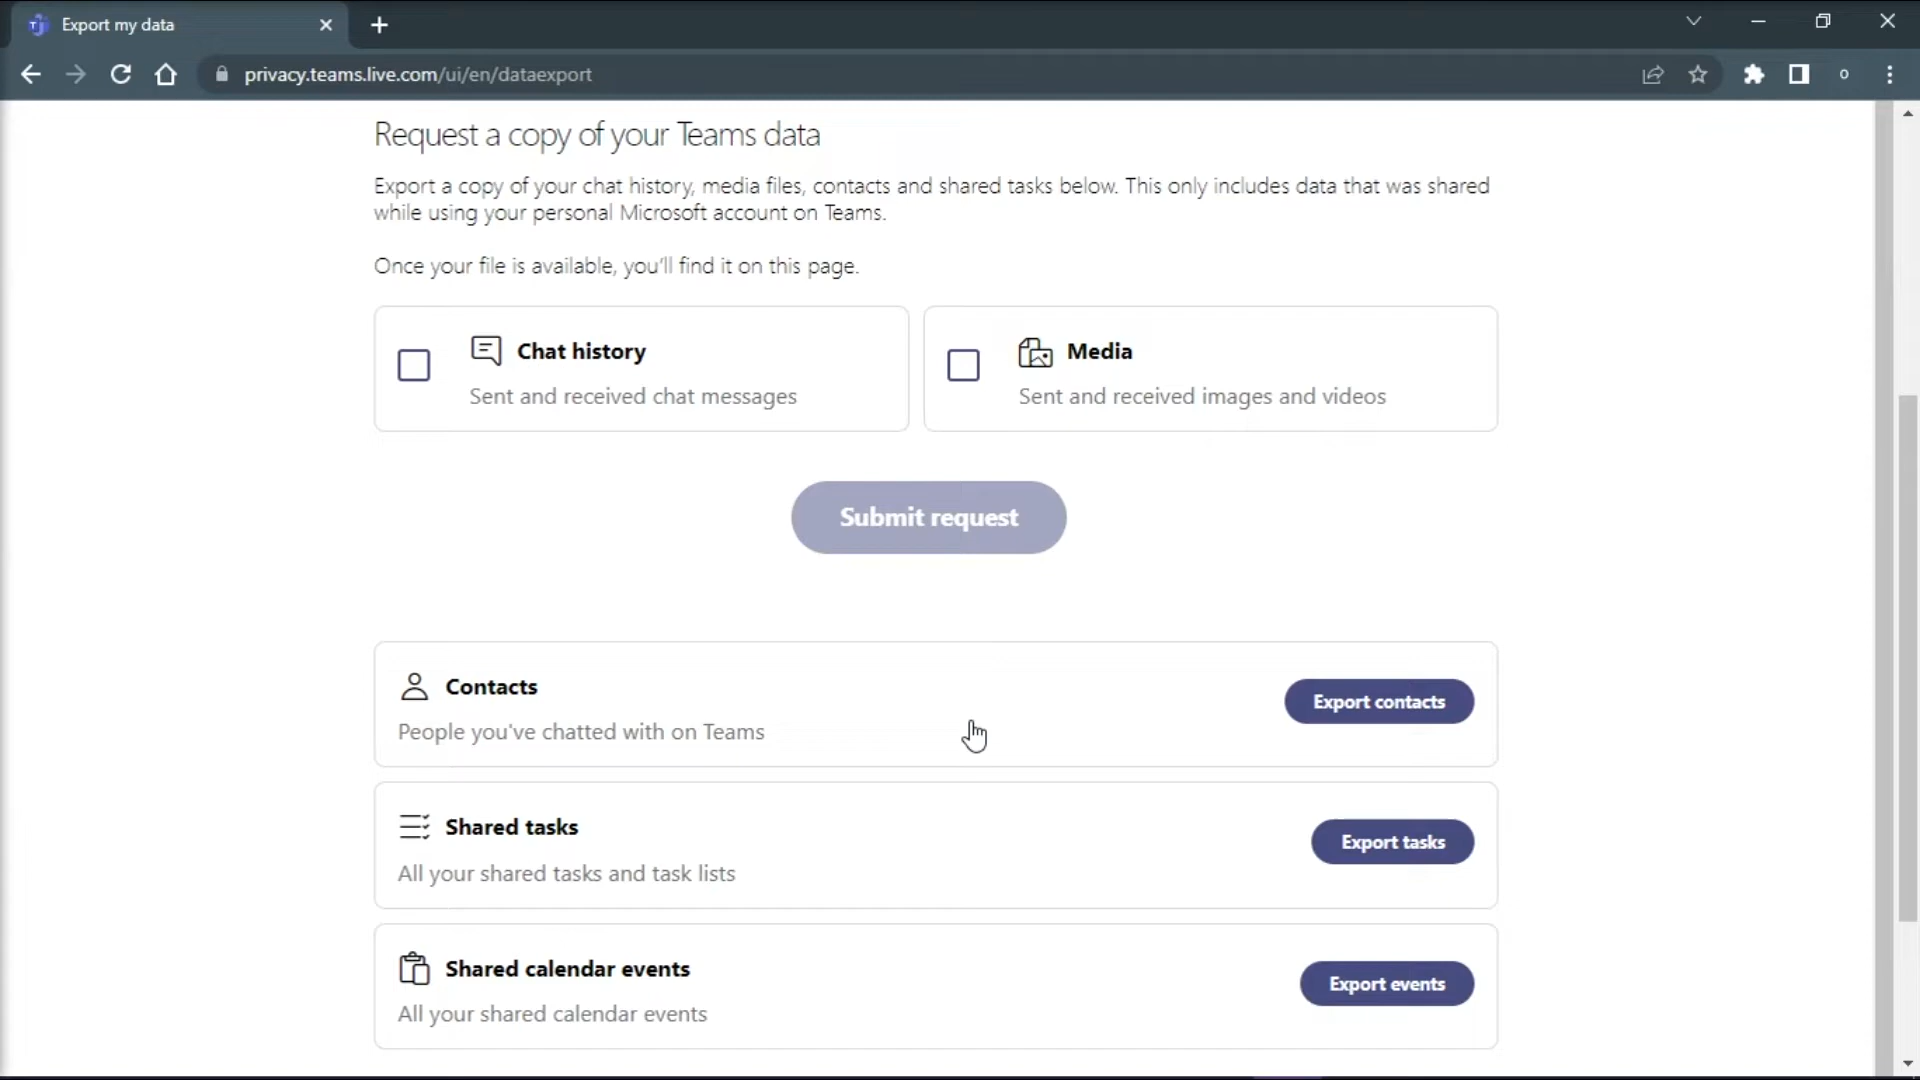 Export my data
privacy.teams.live.com/ui/en/dataexport
Request a copy of your Teams data
Export a copy of your chat history, media files, contacts and shared tasks below. This only includes data that was shared
while using your personal Microsoft account on Teams.
Once your file is available, you'll find it on this page.
Chat history
Sent and received chat messages
Media
Sent and received images and videos
Submit request
Contacts
People you've chatted with on Teams
Export contacts
Shared tasks
All your shared tasks and task lists
Export tasks
Shared calendar events
All your shared calendar events
Export events